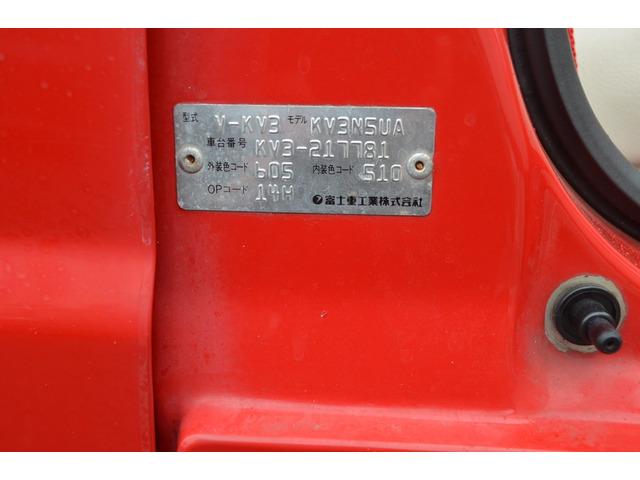 型式 V-KV3 モデル KV3M5UA
車台番号 KV3-217781
外装色コード 605 内装色コード 510
OPコード 14H
富士重工業株式会社